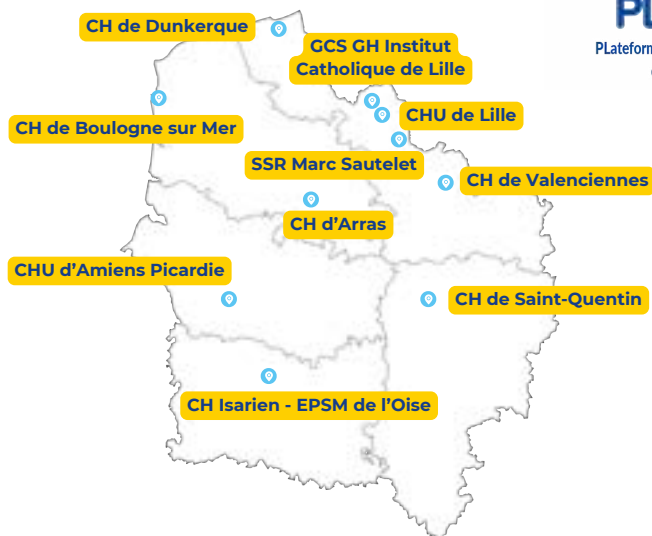 CH de Dunkerque
PL
PLateform
GCS GH Institut
Catholique de Lille
CH de Boulogne sur Mer
CHU de Lille
SSR Marc Sautelet
CH de Valenciennes
CH d'Arras
CHU d'Amiens Picardie
CH de Saint-Quentin
CH Isarien - EPSM de l'Oise